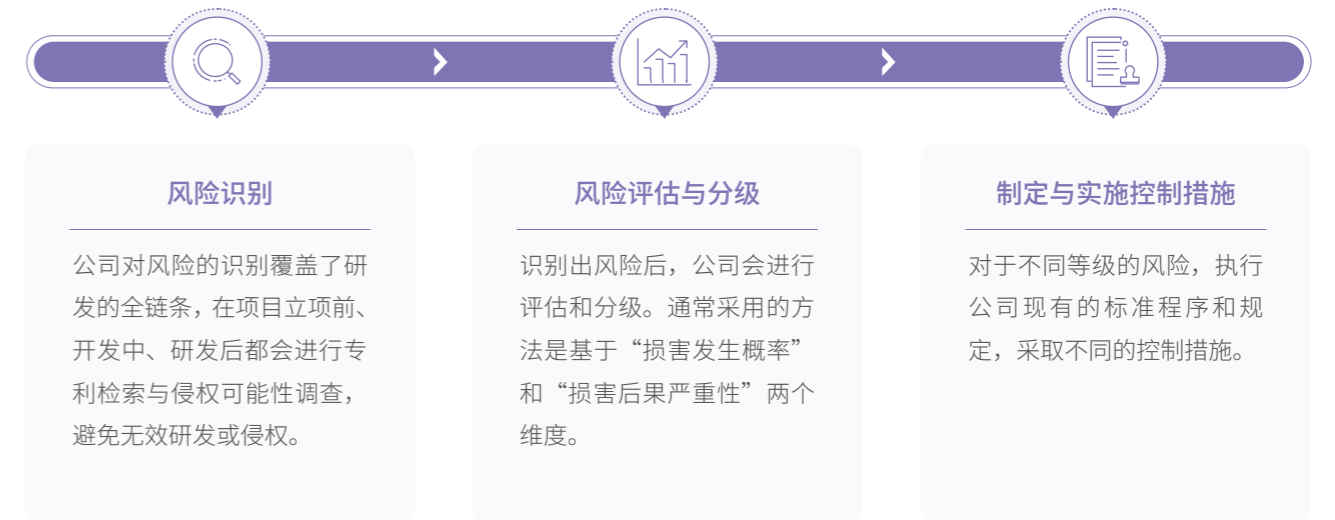 风险识别
公司对风险的识别覆盖了研
发的全链条，在项目立项前、
开发中、研发后都会进行专
利检索与侵权可能性调查，
避免无效研发或侵权。
风险评估与分级
识别出风险后，公司会进行
评估和分级。通常采用的方
法是基于“损害发生概率”
和“损害后果严重性”两个
维度。
制定与实施控制措施
对于不同等级的风险，执行
公司现有的标准程序和规
定，采取不同的控制措施。